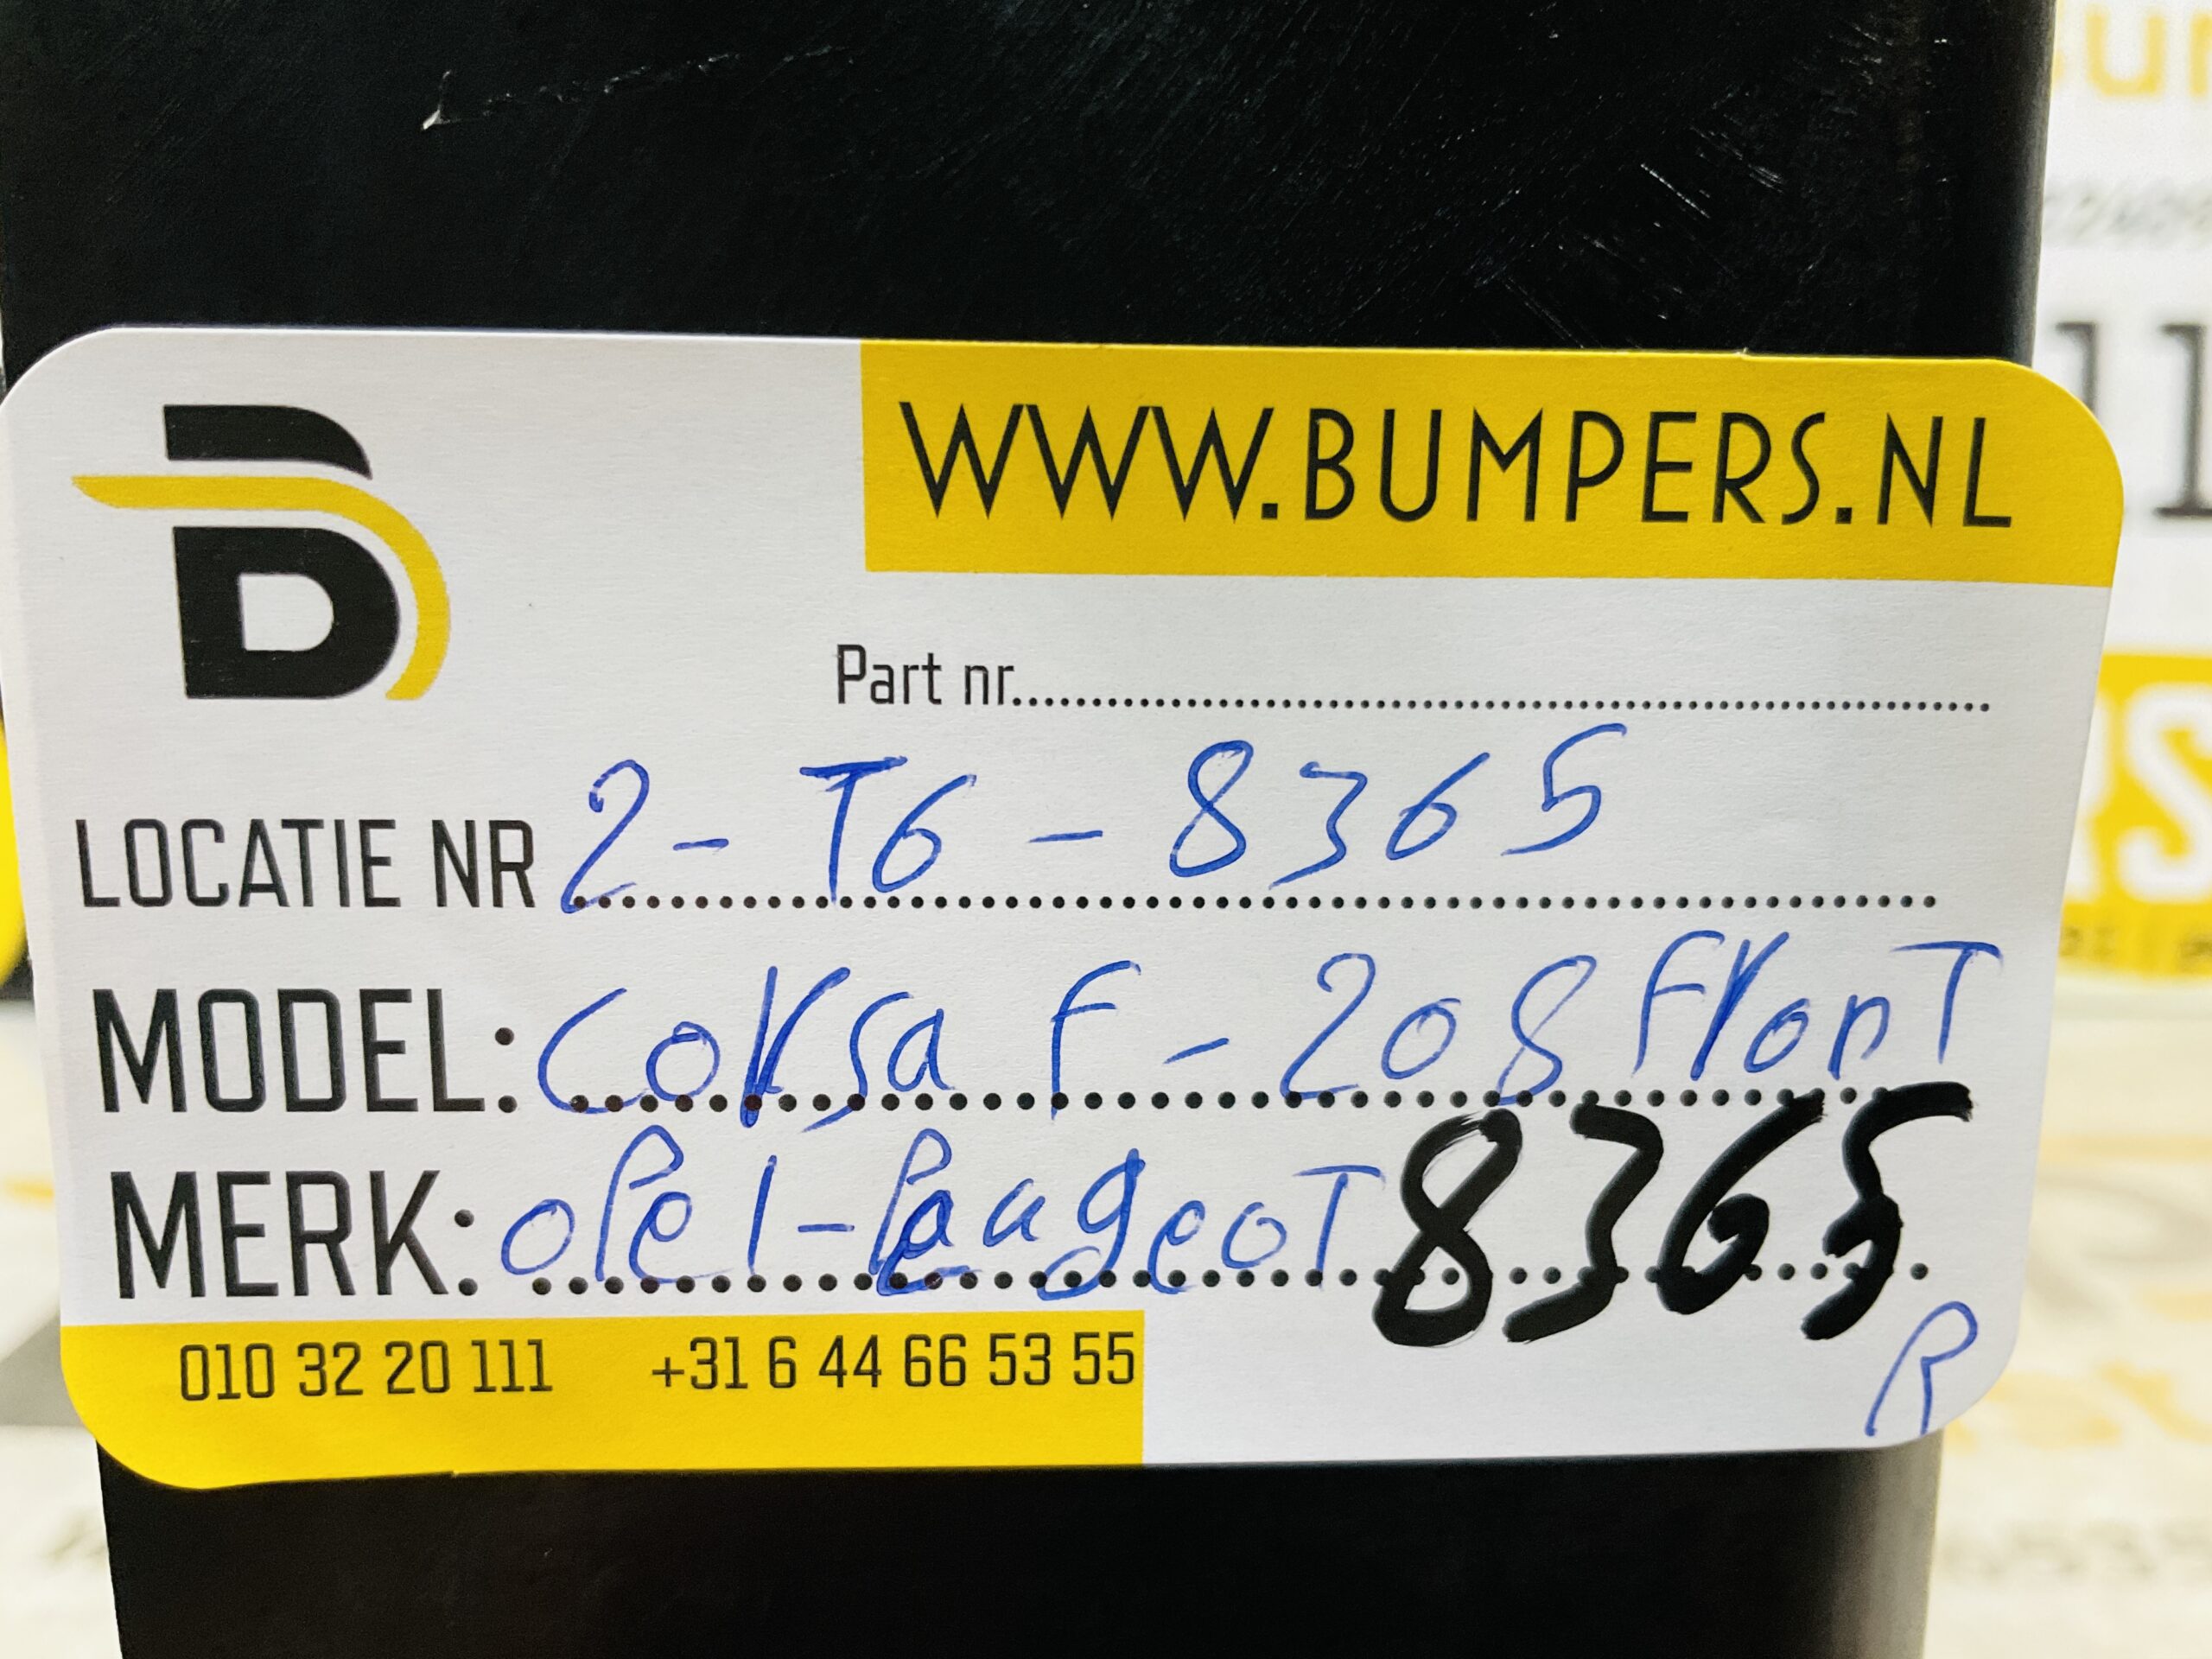 B
WWW.BUMPERS.NL
Part nr.
LOCATIE NR 2-T6-8365
MODEL: Corsa F-208 FronT
MERK: oPel-PeugeoT 8365
010 32 20 111 +31 6 44 66 53 55
R